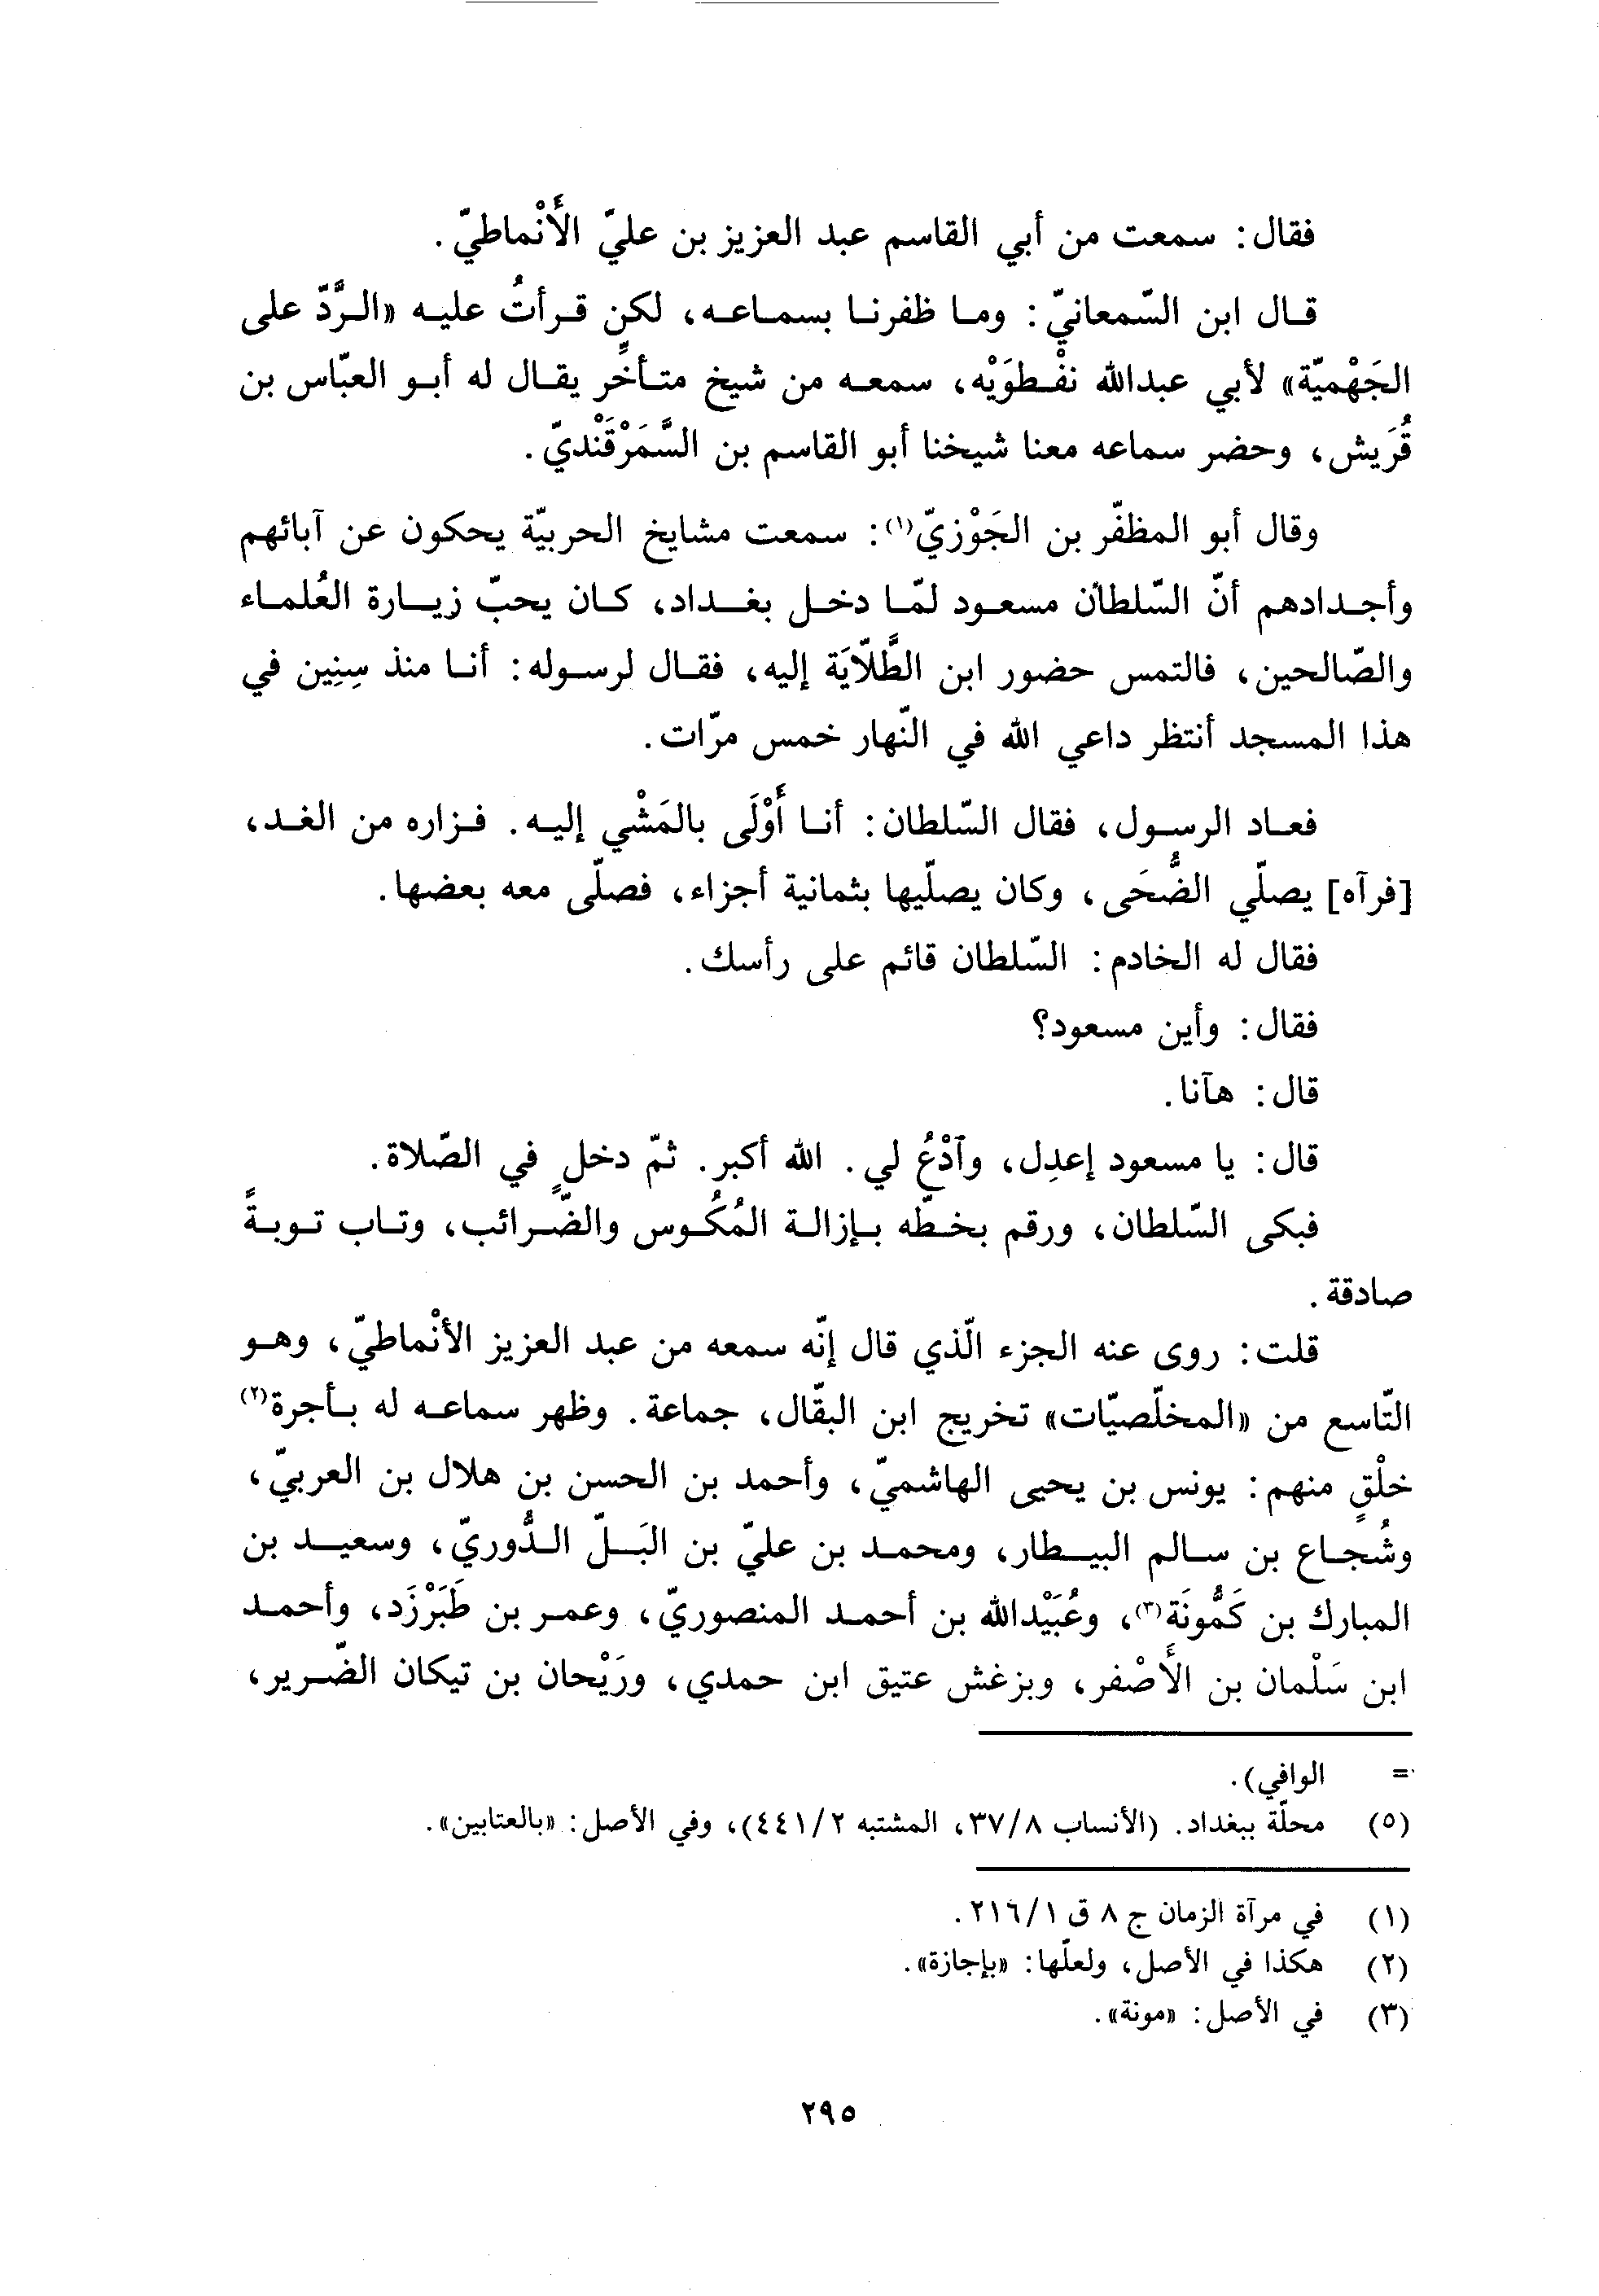 فقال: سمعت من أبي القاسم عبد العزيز بن عليّ الأَنْماطيّ.
قال ابن السّمعانيّ: وما ظفرنا بسماعه، لكن قرأتُ عليه «الرَّدّ على
الجَهْميّة» لأبي عبدالله نفْطوَيْه، سمعه من شيخ متأخِّر يقال له أبو العبّاس بن
قُرَيش، وحضر سماعه معنا شيخنا أبو القاسم بن السَّمَرْقَنْديّ.
وقال أبو المظفّر بن الجَوْزيّ(١): سمعت مشايخ الحربيّة يحكون عن آبائهم
وأجدادهم أنّ السّلطان مسعود لمّا دخل بغداد، كان يحبّ زيارة العُلماء
والصّالحين، فالتمس حضور ابن الطَّلّايَة إليه، فقال لرسوله: أنا منذ سِنِين في
هذا المسجد أنتظر داعي الله في النّهار خمس مرّات.
فعاد الرسول، فقال السّلطان: أنا أَوْلَى بالمَشْي إليه. فزاره من الغد،
[فرآه] يصلّي الضُّحَى، وكان يصلّيها بثمانية أجزاء، فصلّى معه بعضها.
فقال له الخادم: السّلطان قائم على رأسك.
فقال: وأين مسعود؟
قال: هآنا.
قال: يا مسعود إعدِل، وآدْعُ لي. الله أكبر. ثمّ دخل في الصّلاة.
فبكى السّلطان، ورقم بخطّه بإزالة المُكُوس والضّرائب، وتاب توبةً
صادقة.
قلت: روى عنه الجزء الّذي قال إنّه سمعه من عبد العزيز الأنْماطيّ، وهو
التّاسع من «المخلّصيّات» تخريج ابن البقّال، جماعة. وظهر سماعه له بأجرة(٢)
خلْقٍ منهم: يونس بن يحيى الهاشميّ، وأحمد بن الحسن بن هلال بن العربيّ،
وشُجاع بن سالم البيطار، ومحمد بن عليّ بن البَلّ الدُّوريّ، وسعيد بن
المبارك بن كَمُّونَة(٣)، وعُبَيْدالله بن أحمد المنصوريّ، وعمر بن طَبَرْزَد، وأحمد
ابن سَلْمان بن الأَصْفر، وبزغش عتيق ابن حمدي، ورَيْحان بن تيكان الضّرير،
= الوافي).
(٥) محلّة ببغداد. (الأنساب ٣٧/٨، المشتبه ٤٤١/٢)، وفي الأصل: «بالعتابين».
(١) في مرآة الزمان ج ٨ ق ٢١٦/١.
(٢) هكذا في الأصل، ولعلّها: «بإجازة».
(٣) في الأصل: «مونة».
٢٩٥